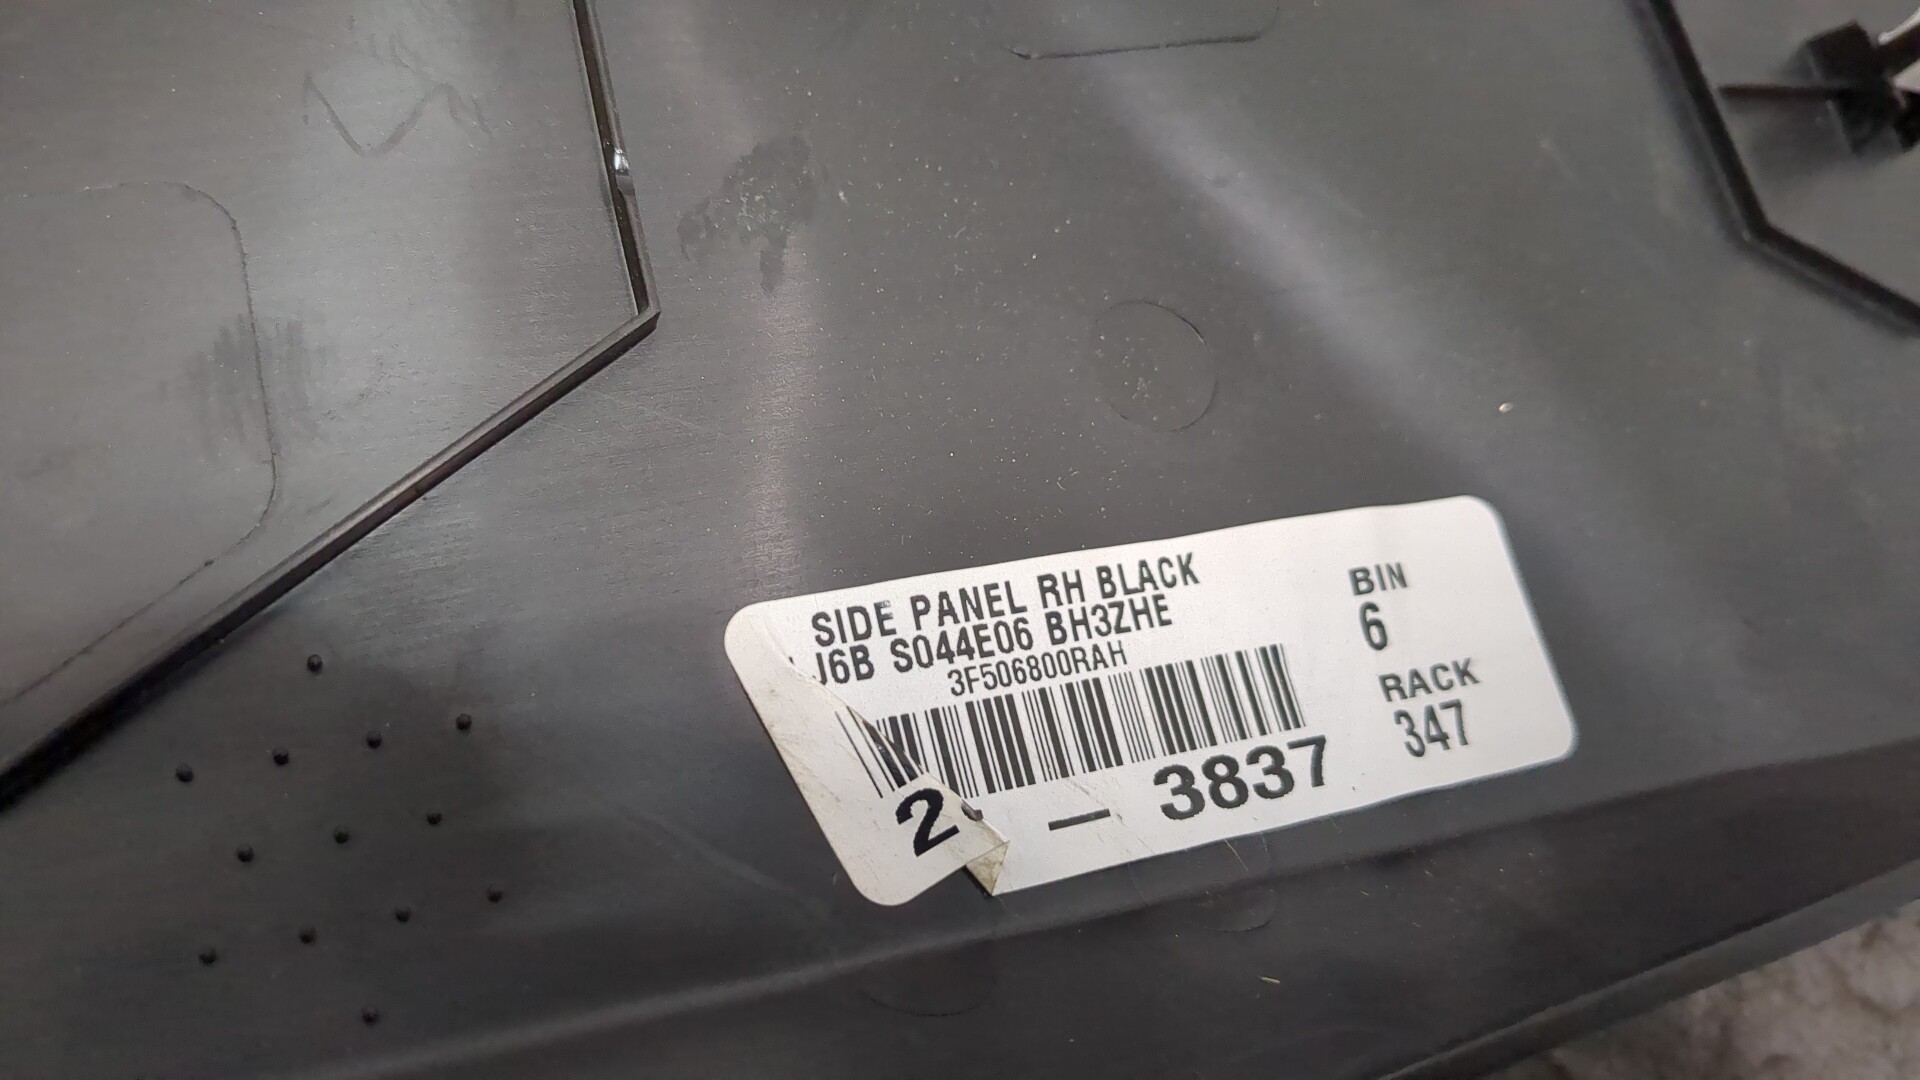 SIDE PANEL RH BLACK
J6B S044E06 BH3ZHE
3F506800RAH
2 - 3837
BIN
6
RACK
347